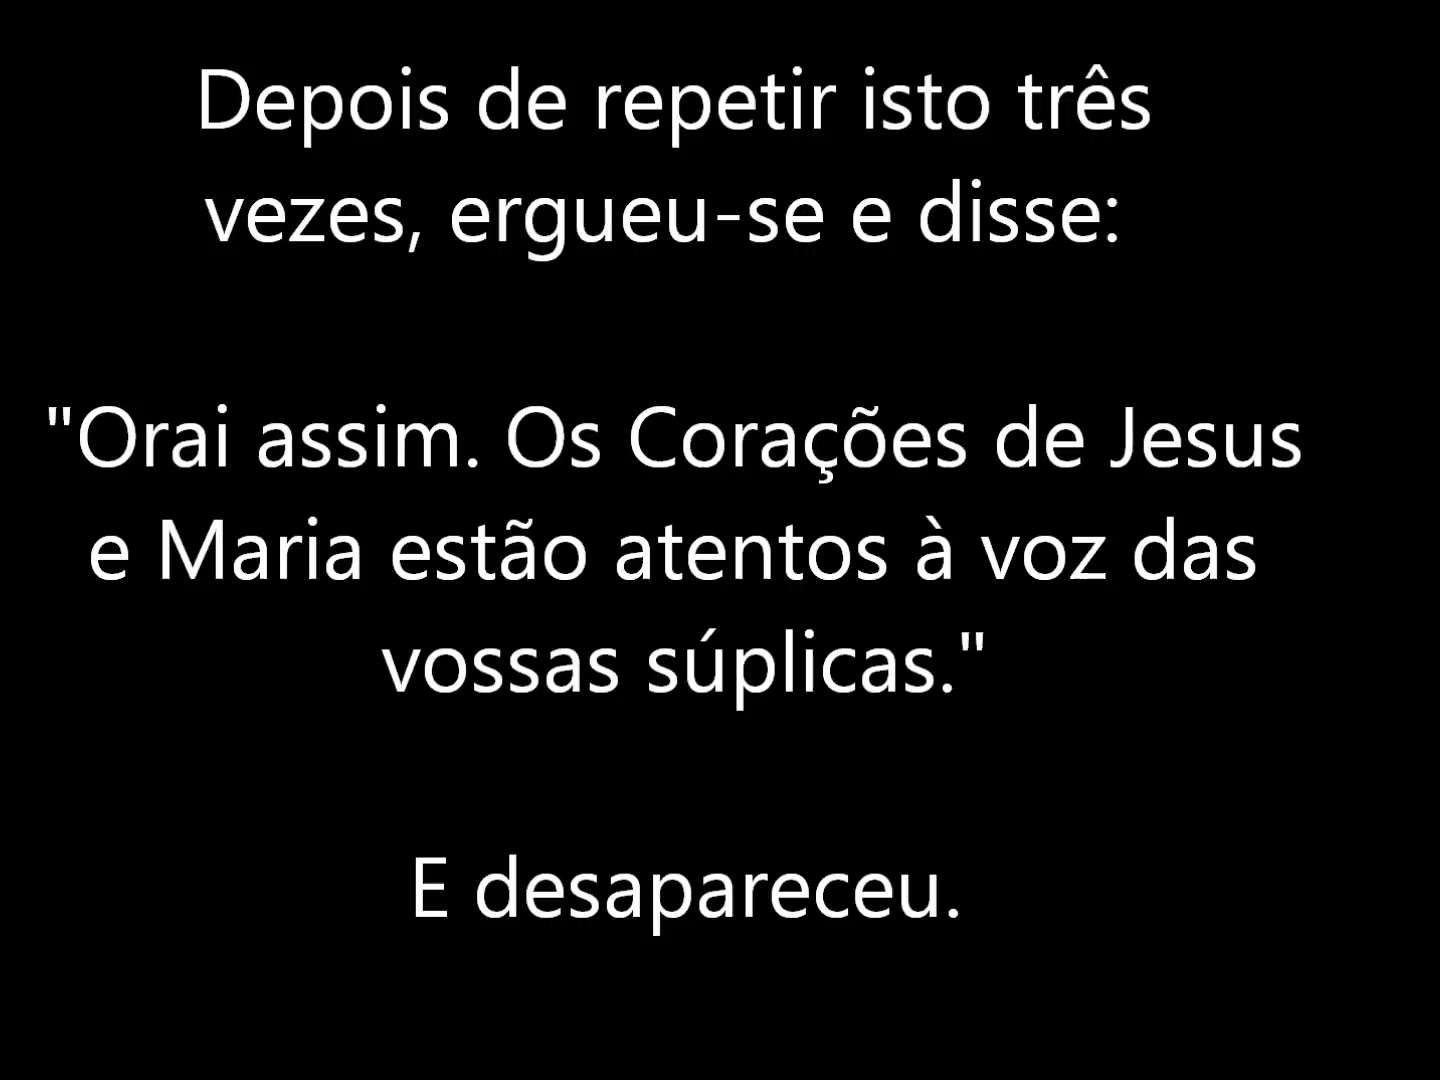 Depois de repetir isto três
vezes, ergueu-se e disse:
"Orai assim. Os Corações de Jesus
e Maria estão atentos à voz das
vossas súplicas."
E desapareceu.